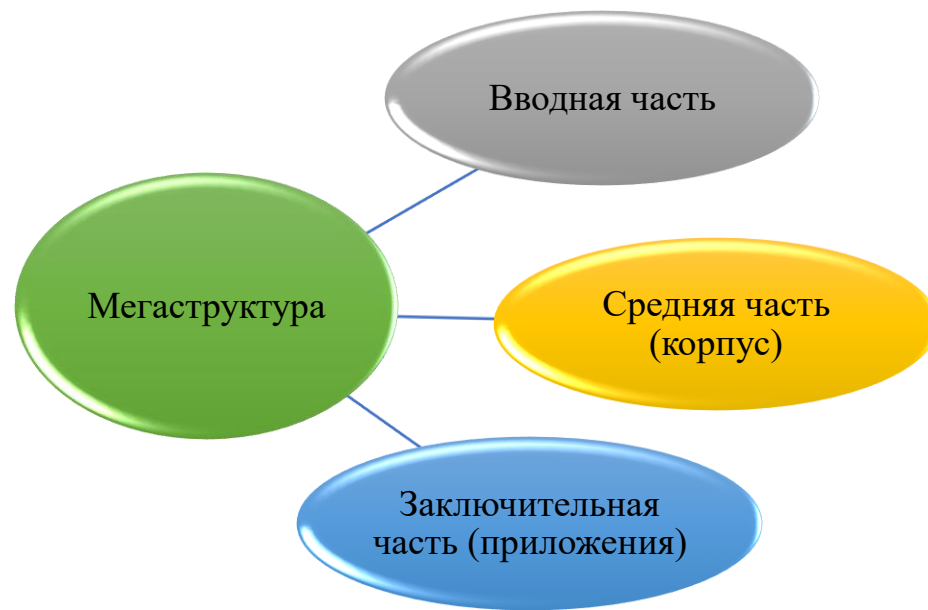 Вводная часть
Мегаструктура
Средняя часть
(корпус)
Заключительная
часть (приложения)